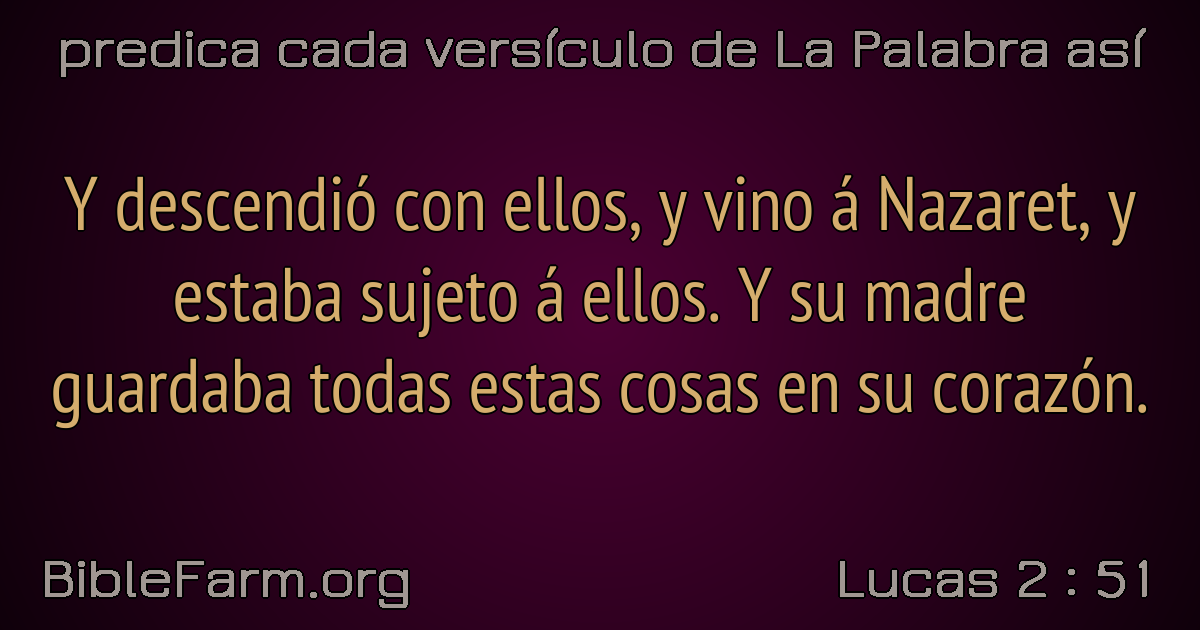 predica cada versículo de La Palabra así
Y descendió con ellos, y vino á Nazaret, y
estaba sujeto á ellos. Y su madre
guardaba todas estas cosas en su corazón.
BibleFarm.org
Lucas 2 : 51